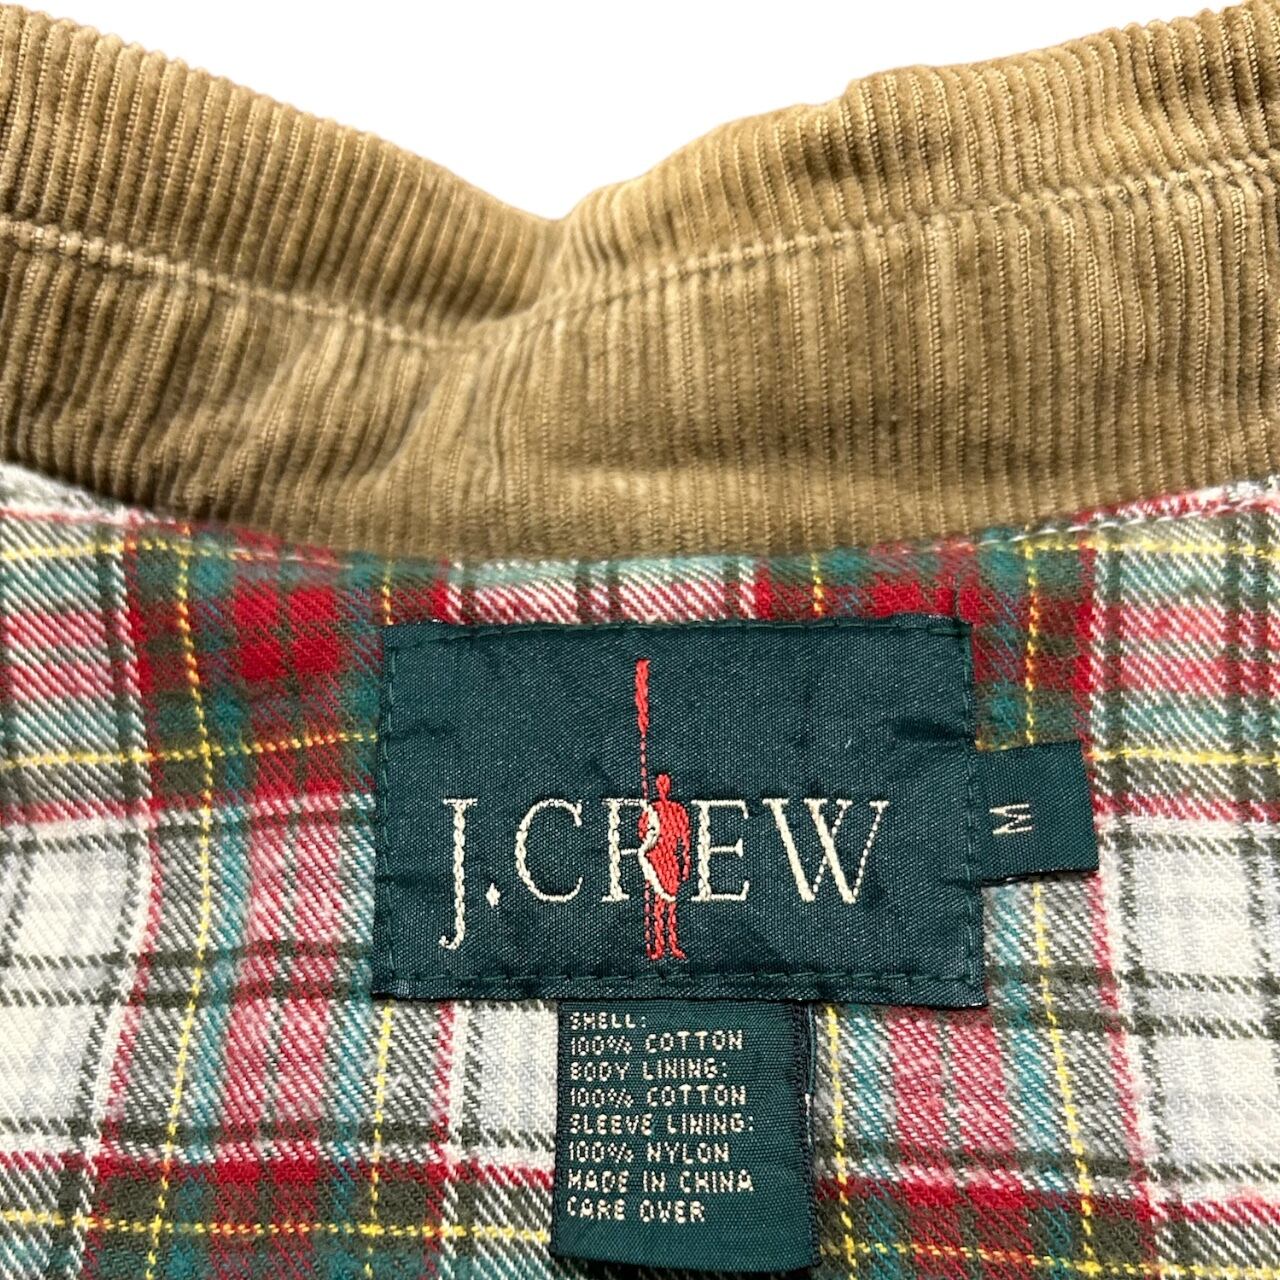 J.CREW
M
SHELL:
100% COTTON
BODY LINING:
100% COTTON
SLEEVE LINING:
100% NYLON
MADE IN CHINA
CARE OVER